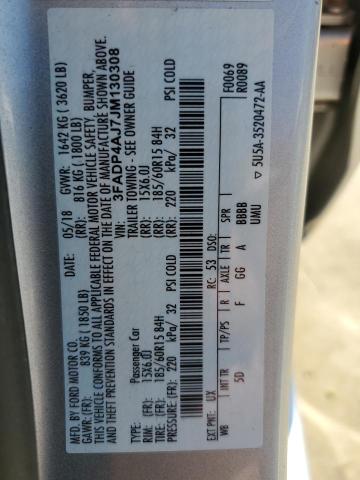 MFD. BY FORD MOTOR CO.
05/18 GVWR: 1642 KG ( 3620 LB)
GAWR:(FR): 839 KG ( 1850 LB) (RR): 816 KG ( 1800 LB)
THIS VEHICLE CONFORMS TO ALL FEDERAL MOTOR VEHICLE SAFETY, BUMPER,
AND THEFT PREVENTION STANDARDS IN EFFECT ON DATE OF MANUFACTURE SHOWN ABOVE.
VIN: 3FADP4AJ7JM130308
TYPE: Passenger Car TRAILER TOWING - SEE OWNER GUIDE
RIM: (FR): 15X6.0J (RR): 15X6.0J
TIRE: (FR): 185/60R15 84H (RR): 185/60R15 84H
PRESSURE:(FR): 220 kPa/ 32 PSI COLD (RR): 220 kPa/ 32 PSI COLD
EXT PNT: UX RC: 53 DSO: F0069
R0089
WB INT TR TP/PS R AXLE TR SPR
5D F GG A BBBB
UMU
▽ 5U5A-3520472-AA